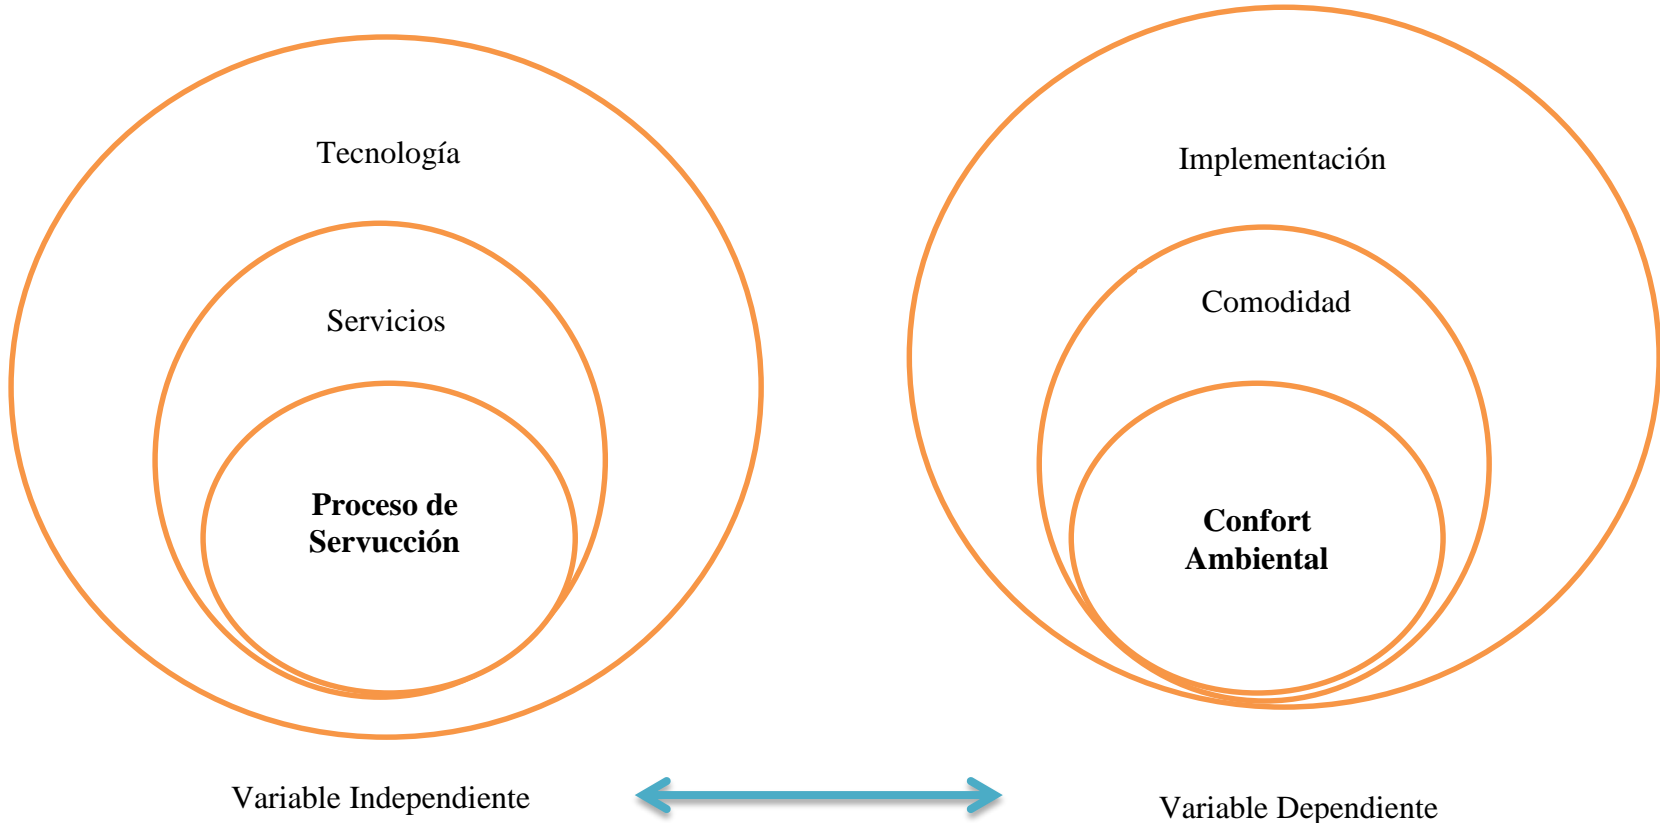 Tecnología
Servicios
Proceso de
Servucción
Variable Independiente
Implementación
Comodidad
Confort
Ambiental
Variable Dependiente